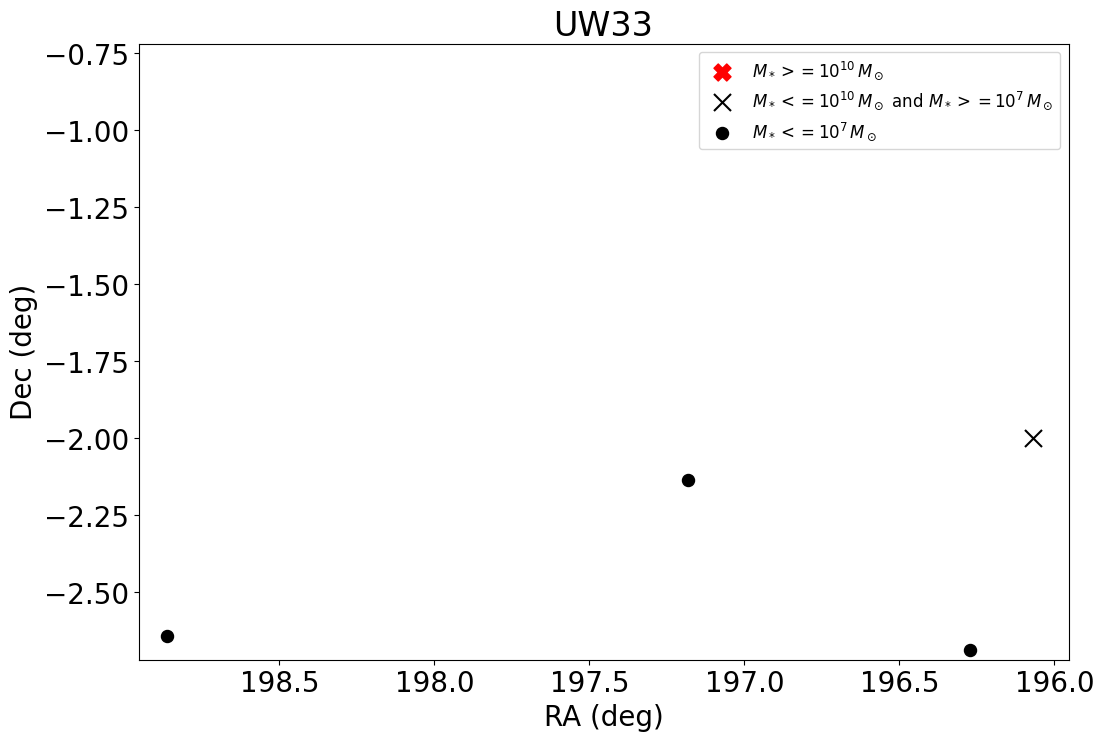 UW33
−0.75
−1.00
−1.25
−1.50
−1.75
−2.00
−2.25
−2.50
Dec (deg)
M* >= 10^10 M⊙
M* <= 10^10 M⊙ and M* >= 10^7 M⊙
M* <= 10^7 M⊙
198.5 198.0 197.5 197.0 196.5 196.0
RA (deg)